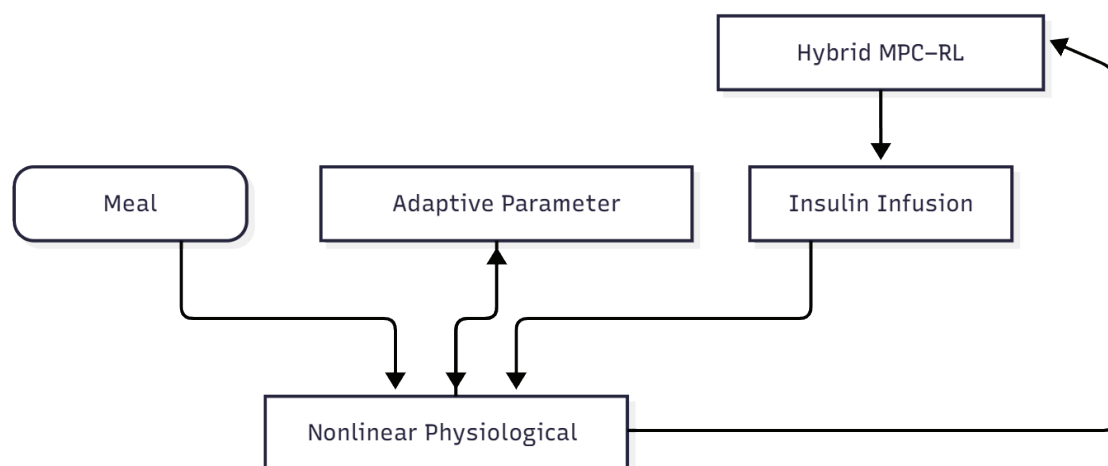 Hybrid MPC–RL
Meal
Adaptive Parameter
Insulin Infusion
Nonlinear Physiological